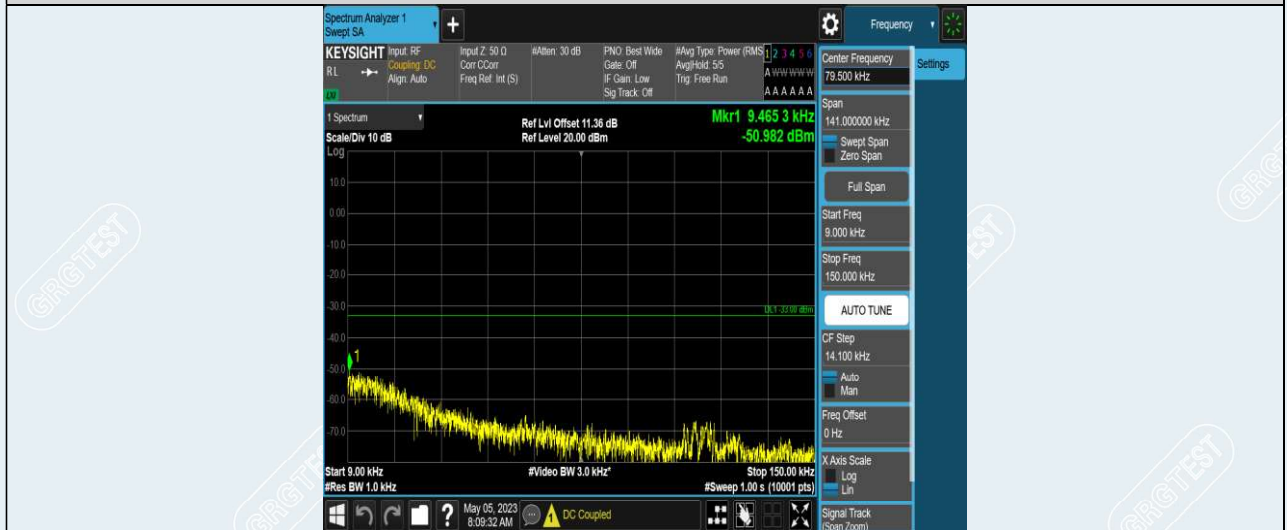 Spectrum Analyzer 1
Swept SA
+
Frequency
KEYSIGHT
RL
LXI
Input: RF
Coupling: DC
Align: Auto
Input Z: 50 Ω
Corr CCorr
Freq Ref: Int (S)
#Atten: 30 dB
PNO: Best Wide
Gate: Off
IF Gain: Low
Sig Track: Off
#Avg Type: Power (RMS
Avg|Hold: 5/5
Trig: Free Run
1 2 3 4 5 6
A W W W W W
A A A A A A
Center Frequency
79.500 kHz
Settings
Span
141.000000 kHz
Swept Span
Zero Span
Full Span
Start Freq
9.000 kHz
Stop Freq
150.000 kHz
AUTO TUNE
CF Step
14.100 kHz
Auto
Man
Freq Offset
0 Hz
X Axis Scale
Log
Lin
Signal Track
(Span Zoom)
1 Spectrum
Scale/Div 10 dB
Log
Ref Lvl Offset 11.36 dB
Ref Level 20.00 dBm
Mkr1 9.465 3 kHz
-50.982 dBm
10.0
0.00
-10.0
-20.0
-30.0
DL1 -33.00 dBm
-40.0
1
-50.0
-60.0
-70.0
Start 9.00 kHz
#Res BW 1.0 kHz
#Video BW 3.0 kHz*
Stop 150.00 kHz
#Sweep 1.00 s (10001 pts)
?
May 05, 2023
8:09:32 AM
DC Coupled
GRGTEST
GRGTEST
GRGTEST
GRGTEST
GRGTEST